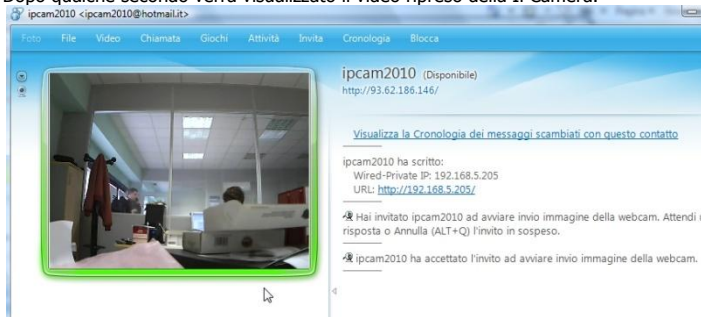 Dopo qualche secondo verrà visualizzato il video ripreso della IPCamera.
ipcam2010 <ipcam2010@hotmail.it>
Foto File Video Chiamata Giochi Attività Invita Cronologia Blocca
ipcam2010 (Disponibile)
http://93.62.186.146/
Visualizza la Cronologia dei messaggi scambiati con questo contatto
ipcam2010 ha scritto:
Wired-Private IP: 192.168.5.205
URL: http://192.168.5.205/
Hai invitato ipcam2010 ad avviare invio immagine della webcam. Attendi
risposta o Annulla (ALT+Q) l'invito in sospeso.
ipcam2010 ha accettato l'invito ad avviare invio immagine della webcam.